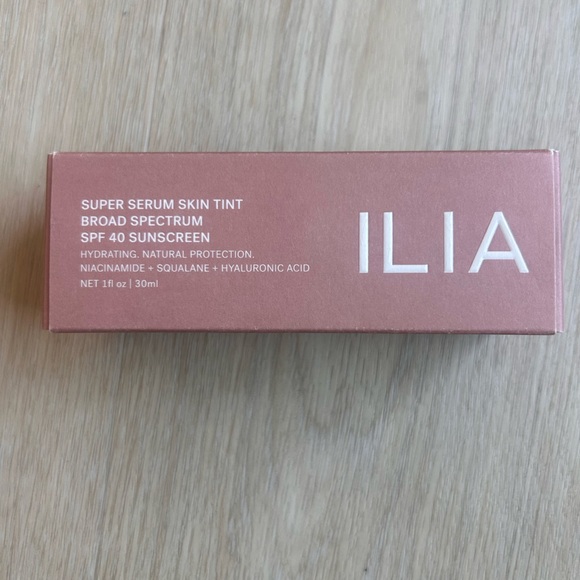 SUPER SERUM SKIN TINT
BROAD SPECTRUM
SPF 40 SUNSCREEN
HYDRATING. NATURAL PROTECTION.
NIACINAMIDE + SQUALANE + HYALURONIC ACID
NET 1fl oz | 30ml
ILIA